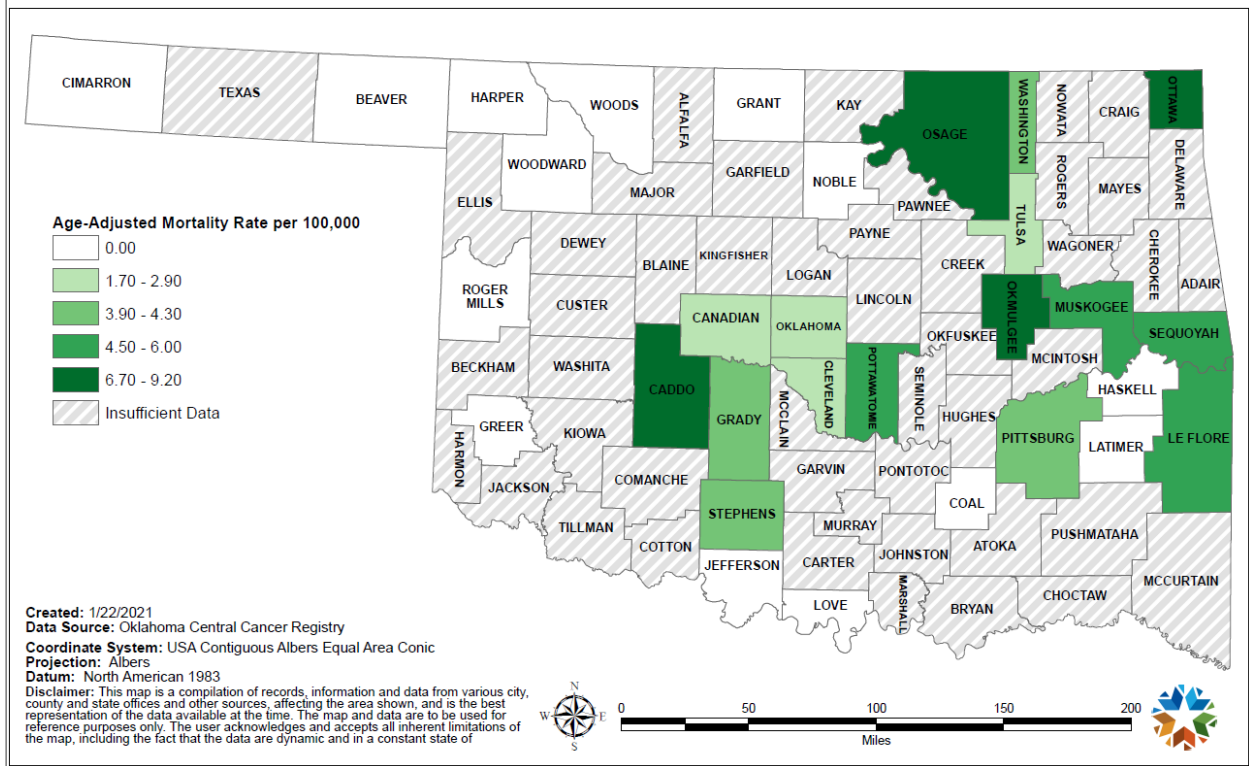 CIMARRON
TEXAS
BEAVER
HARPER
WOODS
ALFALFA
GRANT
KAY
OSAGE
WASHINGTON
NOWATA
CRAIG
OTTAWA
WOODWARD
MAJOR
GARFIELD
NOBLE
PAWNEE
ROGERS
MAYES
DELAWARE
ELLIS
DEWEY
BLAINE
KINGFISHER
LOGAN
PAYNE
CREEK
TULSA
WAGONER
CHEROKEE
ADAIR
ROGER
MILLS
CUSTER
CANADIAN
OKLAHOMA
LINCOLN
OKFUSKEE
OKMULGEE
MUSKOGEE
SEQUOYAH
BECKHAM
WASHITA
CADDO
GRADY
MCCLAIN
CLEVELAND
POTTAWATOMIE
SEMINOLE
HUGHES
MCINTOSH
HASKELL
PITTSBURG
LATIMER
LE FLORE
GREER
HARMON
KIOWA
JACKSON
COMANCHE
TILLMAN
COTTON
STEPHENS
GARVIN
PONTOTOC
COAL
MURRAY
JOHNSTON
ATOKA
PUSHMATAHA
JEFFERSON
CARTER
LOVE
MARSHALL
BRYAN
CHOCTAW
MCCURTAIN
Age-Adjusted Mortality Rate per 100,000
0.00
1.70 - 2.90
3.90 - 4.30
4.50 - 6.00
6.70 - 9.20
Insufficient Data
Created: 1/22/2021
Data Source: Oklahoma Central Cancer Registry
Coordinate System: USA Contiguous Albers Equal Area Conic
Projection: Albers
Datum: North American 1983
Disclaimer: This map is a compilation of records, information and data from various city,
county and state offices and other sources, affecting the area shown, and is the best
representation of the data available at the time. The map and data are to be used for
reference purposes only. The user acknowledges and accepts all inherent limitations of
the map, including the fact that the data are dynamic and in a constant state of
N
W E
S
0 50 100 150 200
Miles